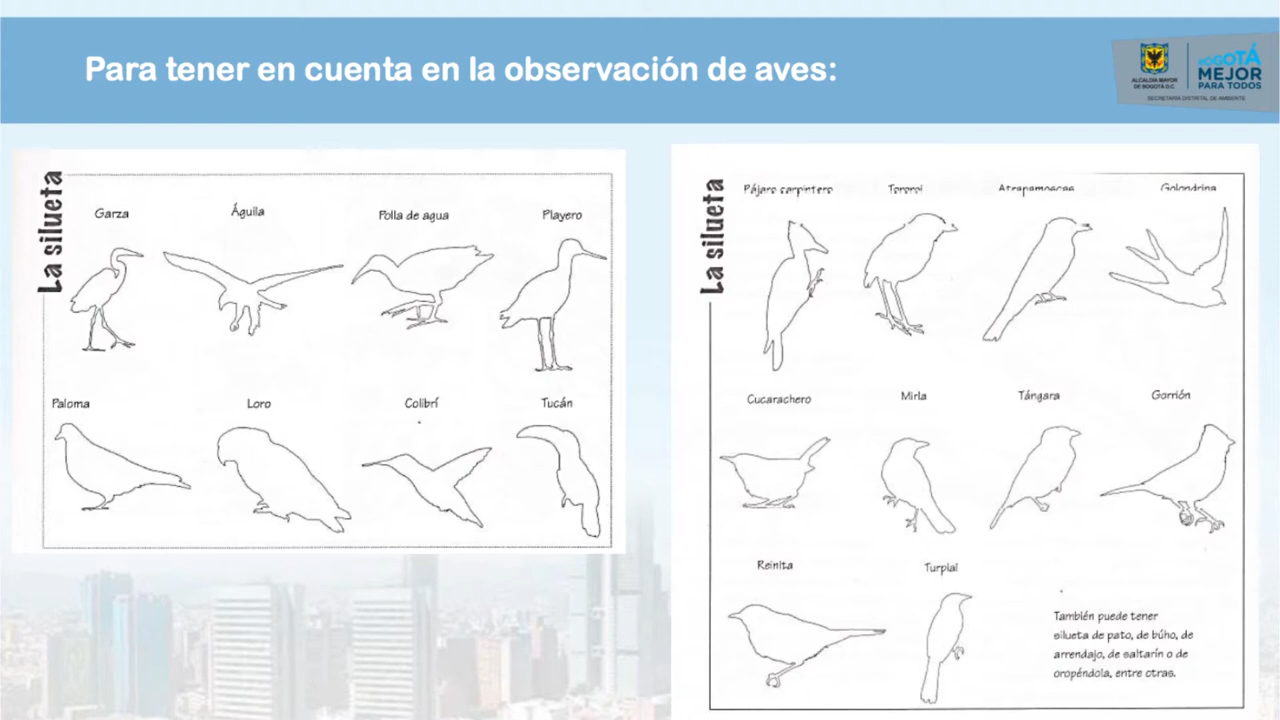 Para tener en cuenta en la observación de aves:
ALCALDÍA MAYOR
DE BOGOTÁ D.C.
BOGOTÁ
MEJOR
PARA TODOS
SECRETARÍA DISTRITAL DE AMBIENTE
La silueta
Garza
Águila
Polla de agua
Playero
Paloma
Loro
Colibrí
Tucán
La silueta
Pájaro carpintero
Tororoi
Atrapamoscas
Golondrina
Cucarachero
Mirla
Tángara
Gorrión
Reinita
Turpial
También puede tener
silueta de pato, de búho, de
arrendajo, de saltarín o de
oropéndola, entre otras.